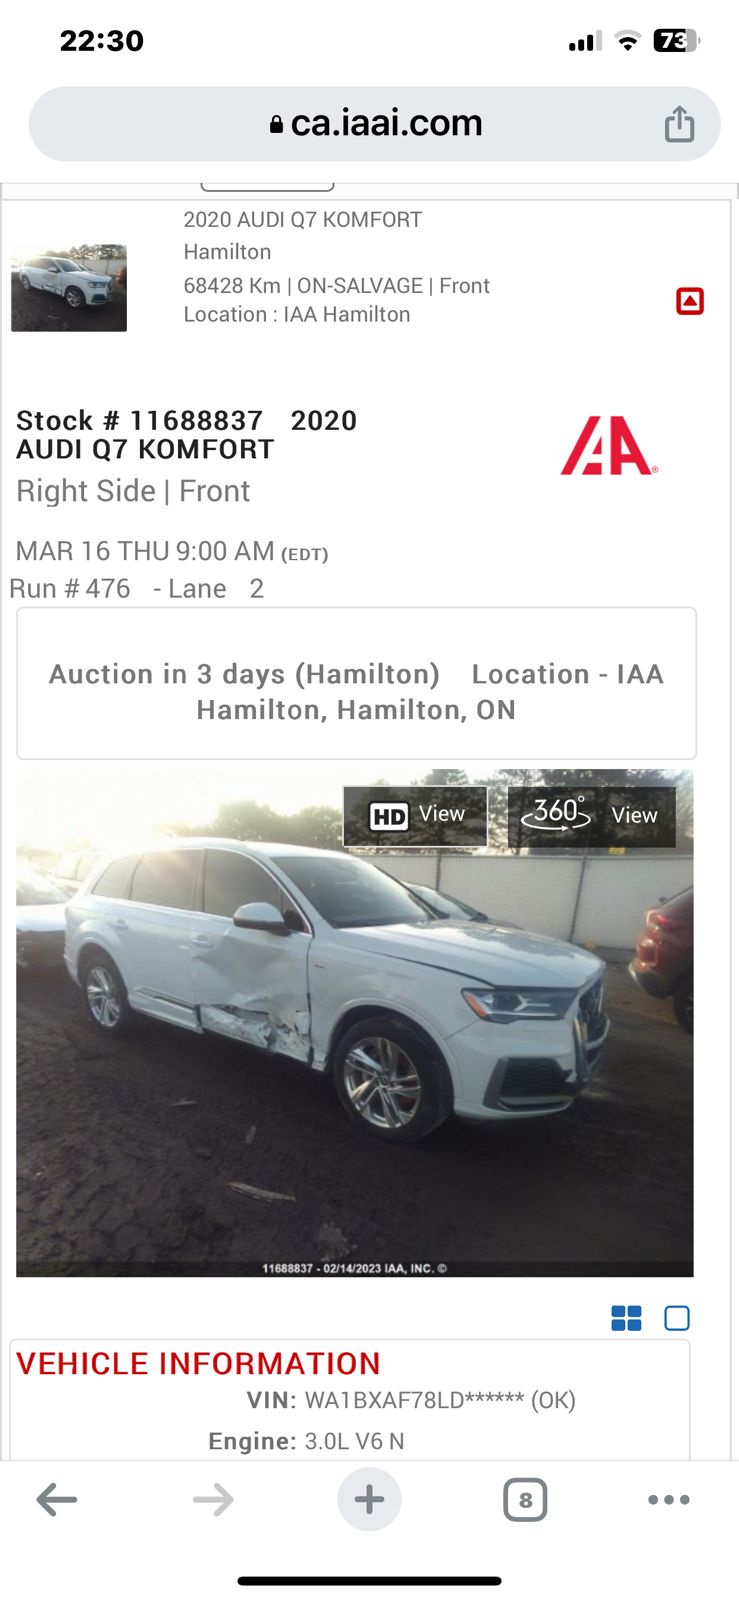 22:30
73
ca.iaai.com
2020 AUDI Q7 KOMFORT
Hamilton
68428 Km | ON-SALVAGE | Front
Location : IAA Hamilton
Stock # 11688837 2020
AUDI Q7 KOMFORT
IAA®
Right Side | Front
MAR 16 THU 9:00 AM (EDT)
Run # 476 - Lane 2
Auction in 3 days (Hamilton) Location - IAA
Hamilton, Hamilton, ON
HD View
360° View
11688837 - 02/14/2023 IAA, INC. ©
VEHICLE INFORMATION
VIN: WA1BXAF78LD****** (OK)
Engine: 3.0L V6 N
8